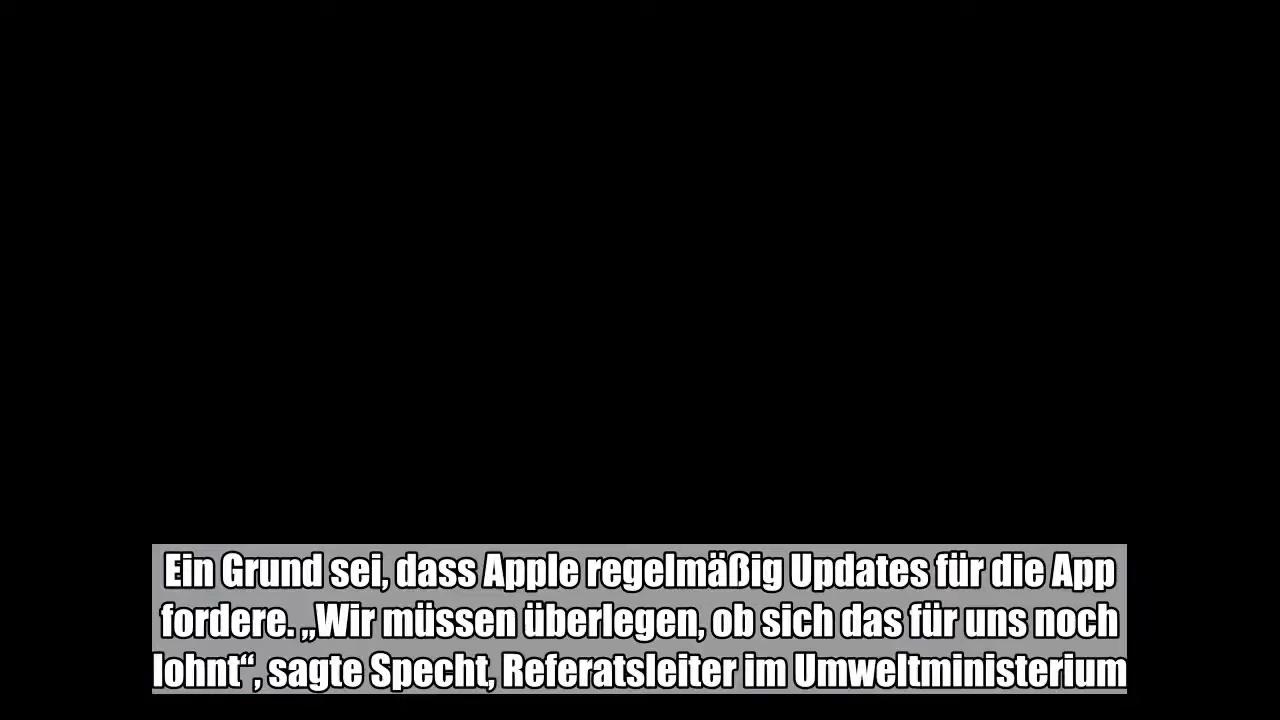 Ein Grund sei, dass Apple regelmäßig Updates für die App
fordere. „Wir müssen überlegen, ob sich das für uns noch
lohnt“, sagte Specht, Referatsleiter im Umweltministerium